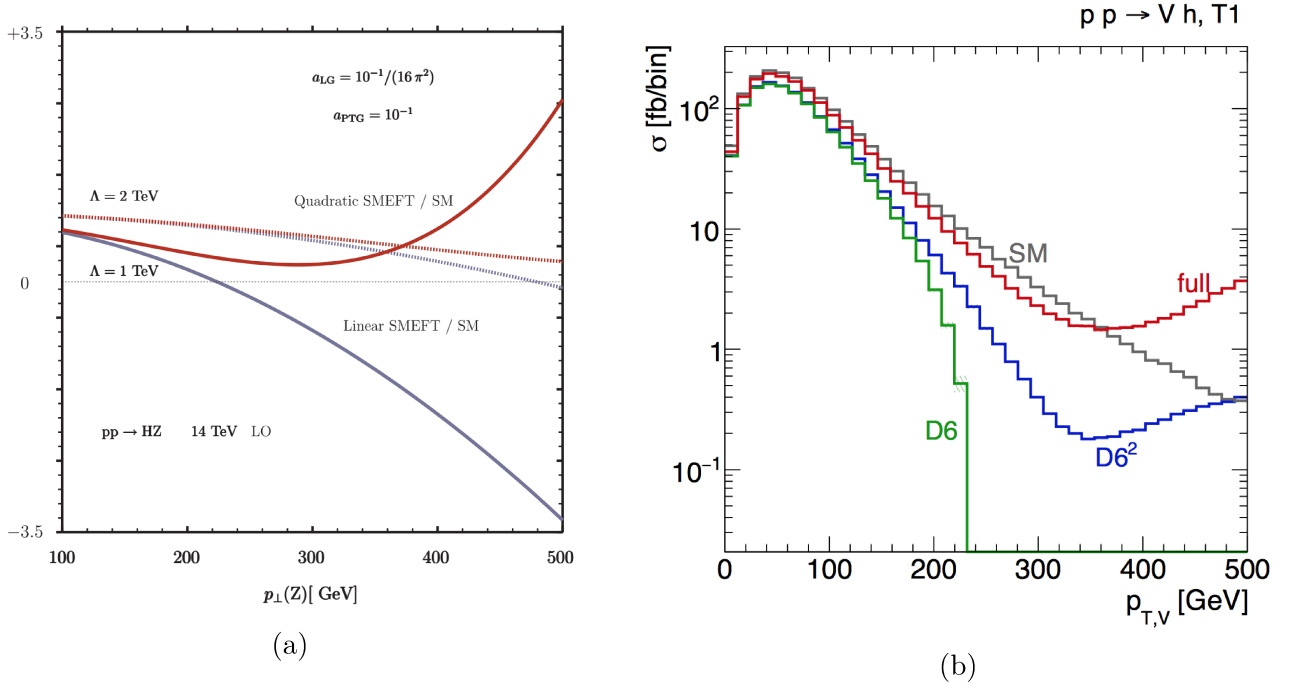 +3.5
a_LG = 10^−1/(16 π^2)
a_PTG = 10^−1
Λ = 2 TeV
Quadratic SMEFT / SM
Λ = 1 TeV
0
Linear SMEFT / SM
pp → HZ 14 TeV LO
−3.5
100 200 300 400 500
p_⊥(Z)[ GeV]
(a)
p p → V h, T1
σ [fb/bin]
10^2
10
1
10^−1
SM
full
D6
D6^2
0 100 200 300 400 500
p_T,V [GeV]
(b)